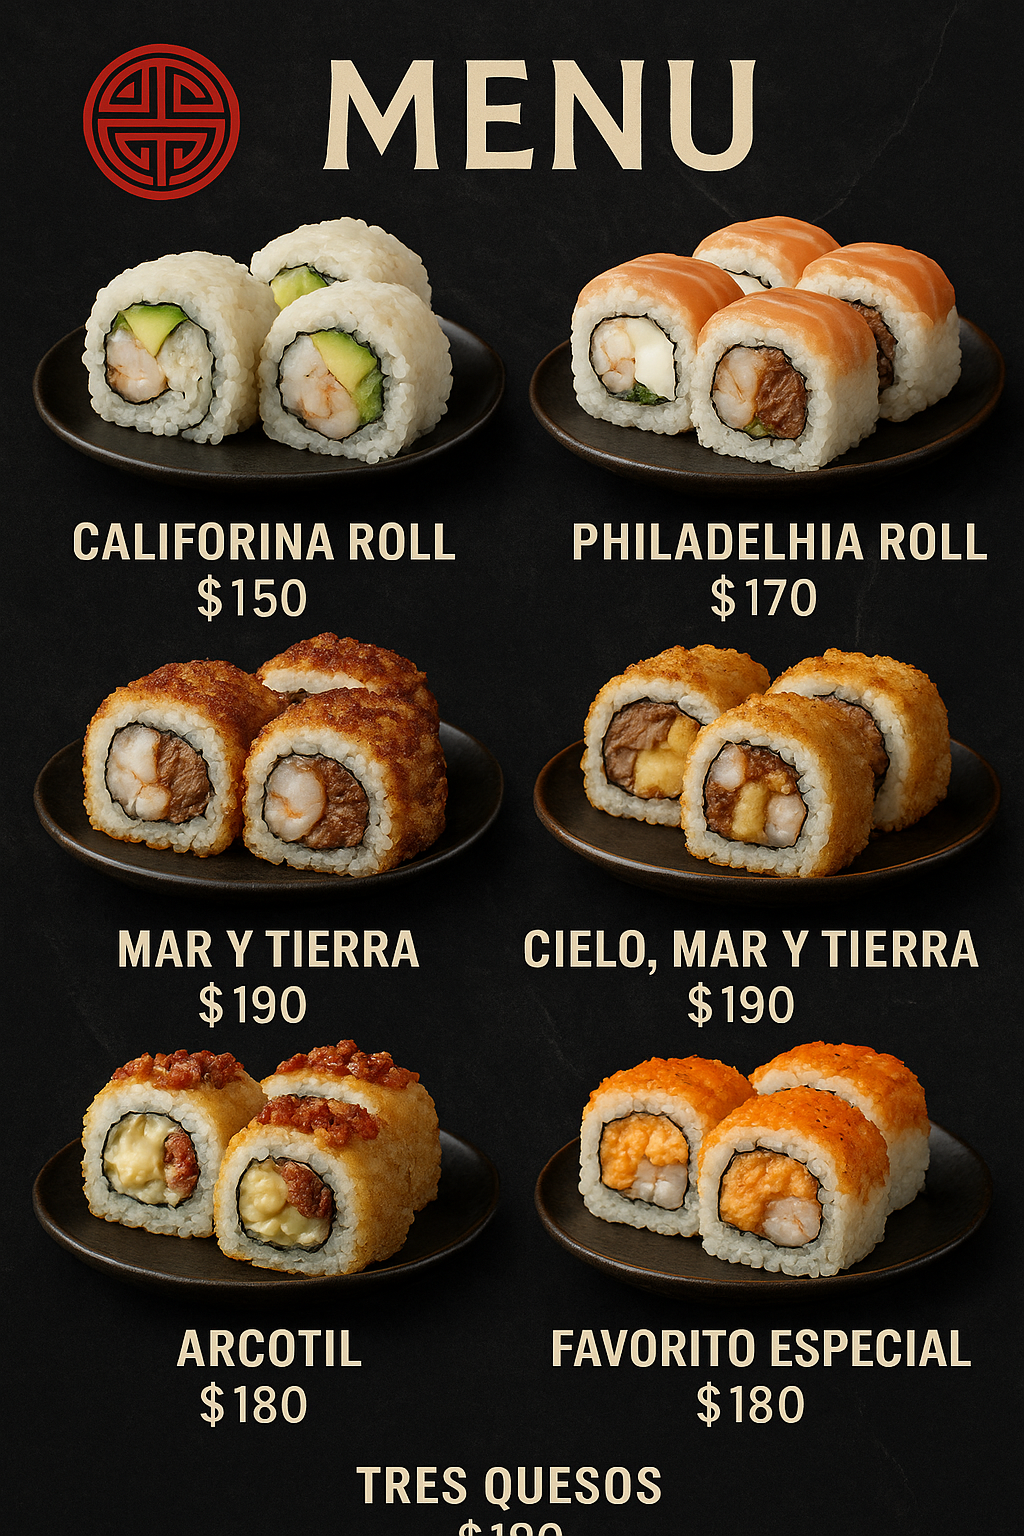 MENU
CALIFORINA ROLL
$150
PHILADELHIA ROLL
$170
MAR Y TIERRA
$190
CIELO, MAR Y TIERRA
$190
ARCOTIL
$180
FAVORITO ESPECIAL
$180
TRES QUESOS